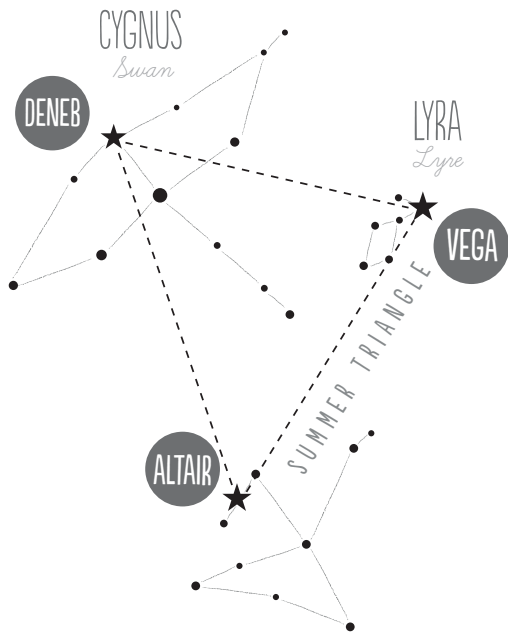 CYGNUS
Swan
DENEB
LYRA
Lyre
VEGA
SUMMER TRIANGLE
ALTAIR